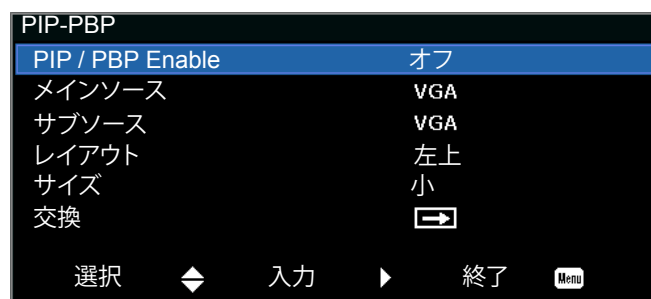 PIP-PBP
PIP / PBP Enable オフ
メインソース VGA
サブソース VGA
レイアウト 左上
サイズ 小
交換
選択 入力 終了 Menu